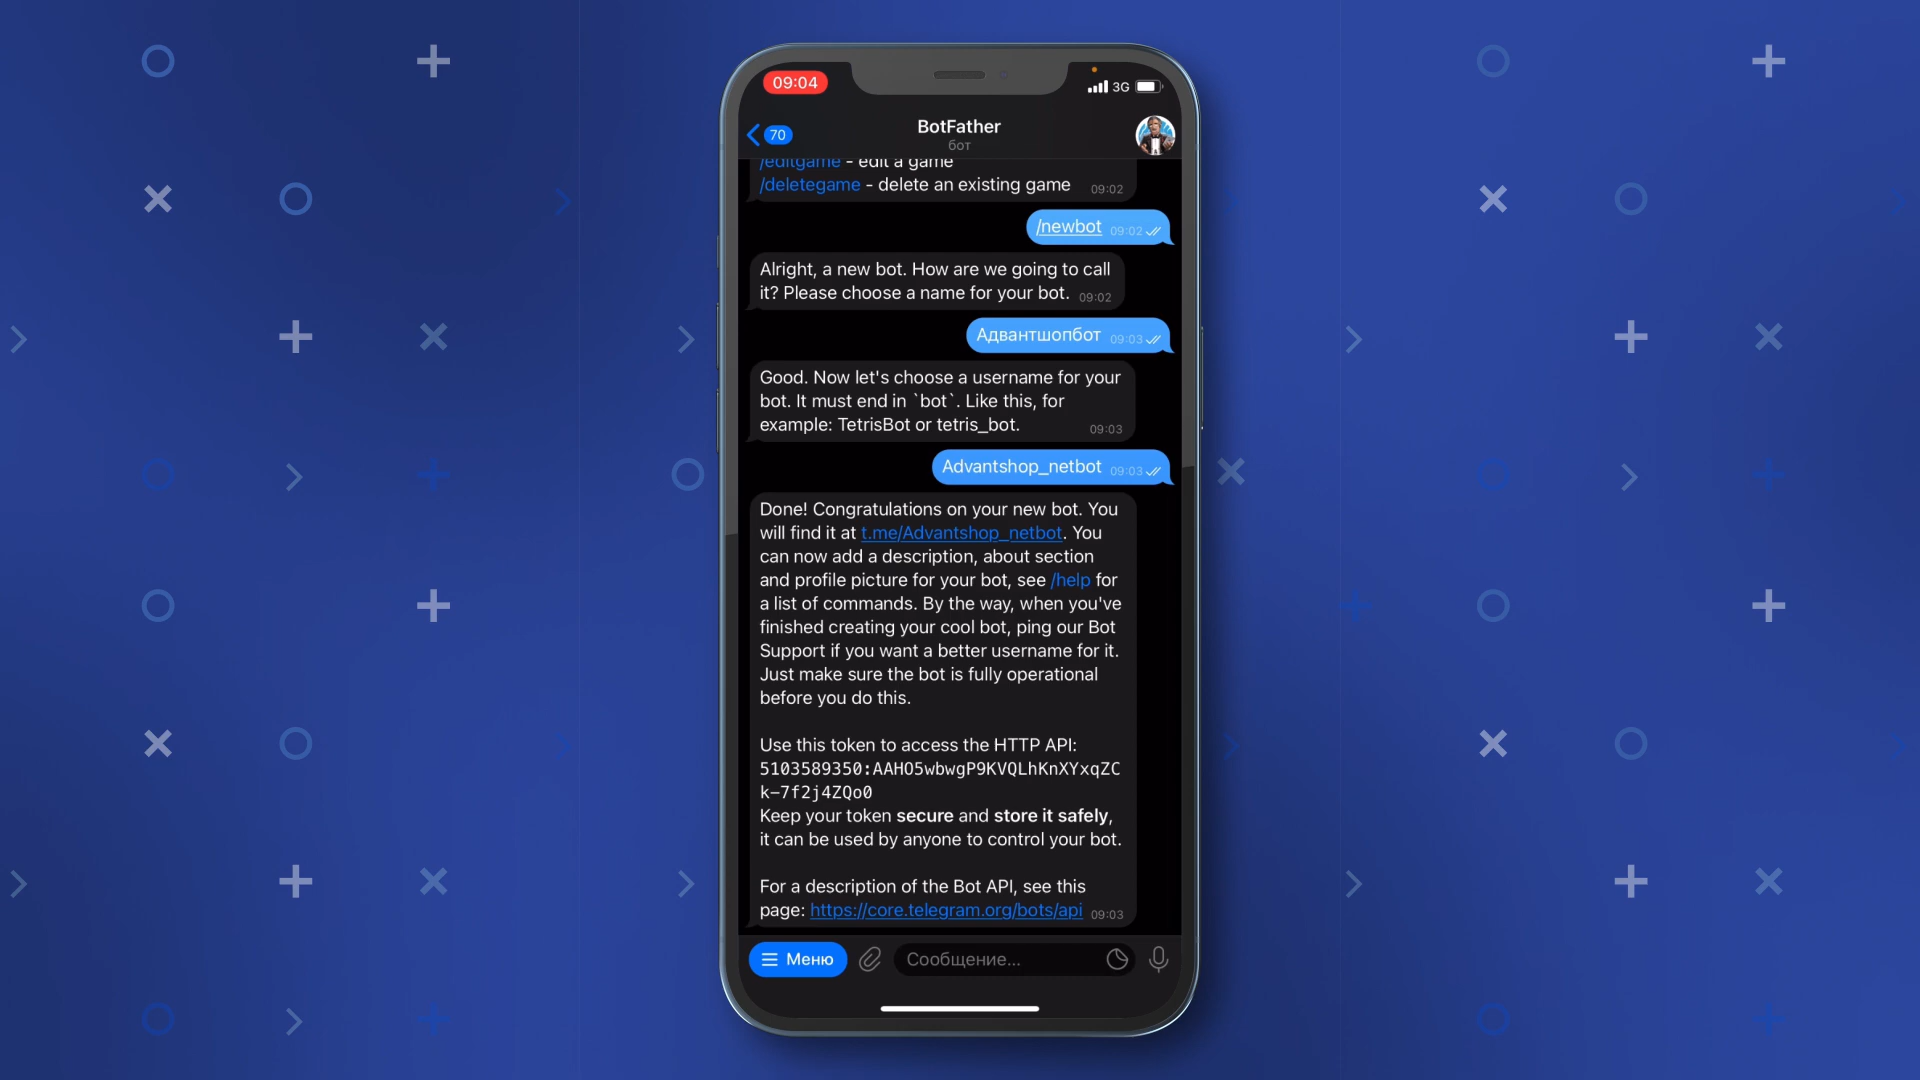 09:04
3G
70
BotFather
бот
/editgame - edit a game
/deletegame - delete an existing game 09:02
/newbot 09:02
Alright, a new bot. How are we going to call
it? Please choose a name for your bot. 09:02
Адвантшопбот 09:03
Good. Now let's choose a username for your
bot. It must end in `bot`. Like this, for
example: TetrisBot or tetris_bot. 09:03
Advantshop_netbot 09:03
Done! Congratulations on your new bot. You
will find it at t.me/Advantshop_netbot. You
can now add a description, about section
and profile picture for your bot, see /help for
a list of commands. By the way, when you've
finished creating your cool bot, ping our Bot
Support if you want a better username for it.
Just make sure the bot is fully operational
before you do this.
Use this token to access the HTTP API:
5103589350:AAHO5wbwgP9KVQLhKnXYxqZC
k-7f2j4ZQo0
Keep your token secure and store it safely,
it can be used by anyone to control your bot.
For a description of the Bot API, see this
page: https://core.telegram.org/bots/api 09:03
Меню
Сообщение...